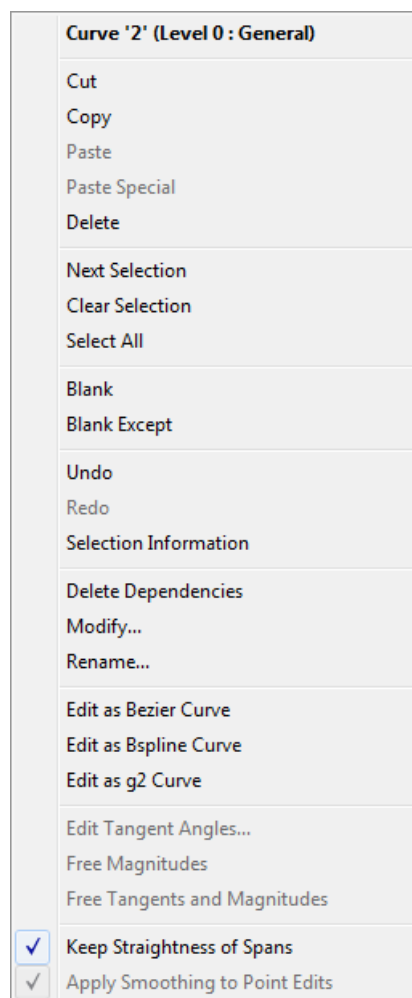 Curve '2' (Level 0 : General)
Cut
Copy
Paste
Paste Special
Delete
Next Selection
Clear Selection
Select All
Blank
Blank Except
Undo
Redo
Selection Information
Delete Dependencies
Modify...
Rename...
Edit as Bezier Curve
Edit as Bspline Curve
Edit as g2 Curve
Edit Tangent Angles...
Free Magnitudes
Free Tangents and Magnitudes
Keep Straightness of Spans
Apply Smoothing to Point Edits